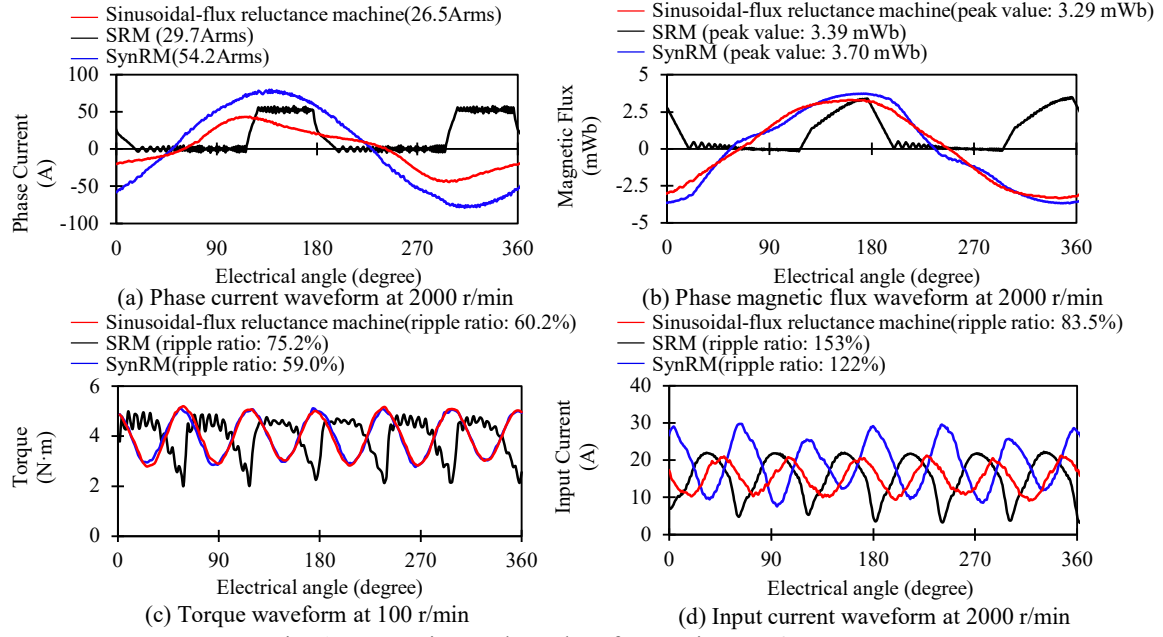 Sinusoidal-flux reluctance machine(26.5Arms)
SRM (29.7Arms)
SynRM(54.2Arms)
100
50
0
-50
-100
Phase Current
(A)
0 90 180 270 360
Electrical angle (degree)
(a) Phase current waveform at 2000 r/min
Sinusoidal-flux reluctance machine(peak value: 3.29 mWb)
SRM (peak value: 3.39 mWb)
SynRM (peak value: 3.70 mWb)
5
2.5
0
-2.5
-5
Magnetic Flux
(mWb)
0 90 180 270 360
Electrical angle (degree)
(b) Phase magnetic flux waveform at 2000 r/min
Sinusoidal-flux reluctance machine(ripple ratio: 60.2%)
SRM (ripple ratio: 75.2%)
SynRM(ripple ratio: 59.0%)
6
4
2
0
Torque
(N·m)
0 90 180 270 360
Electrical angle (degree)
(c) Torque waveform at 100 r/min
Sinusoidal-flux reluctance machine(ripple ratio: 83.5%)
SRM (ripple ratio: 153%)
SynRM(ripple ratio: 122%)
40
30
20
10
0
Input Current
(A)
0 90 180 270 360
Electrical angle (degree)
(d) Input current waveform at 2000 r/min